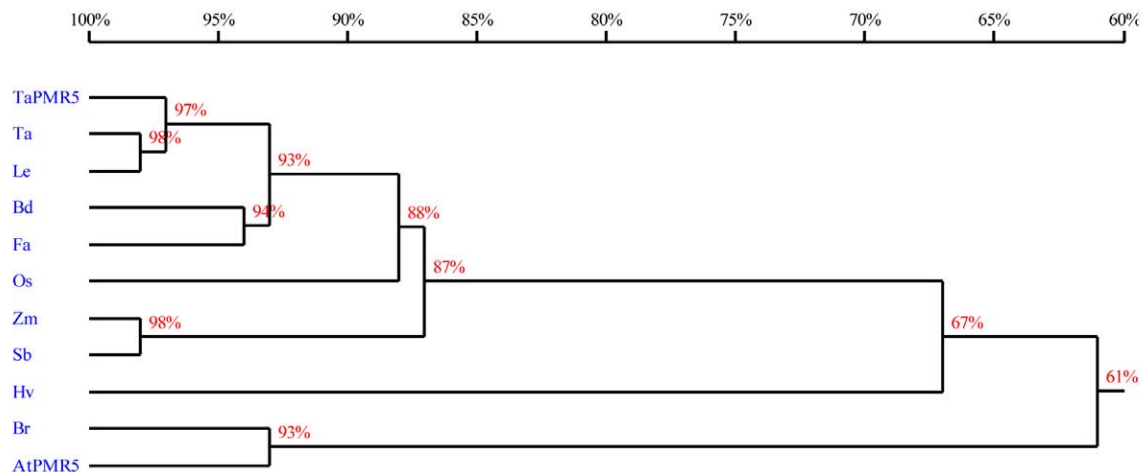 100% 95% 90% 85% 80% 75% 70% 65% 60%
TaPMR5
97%
Ta
98%
Le
93%
Bd
94%
88%
Fa
87%
Os
Zm
98%
67%
Sb
61%
Hv
Br
93%
AtPMR5